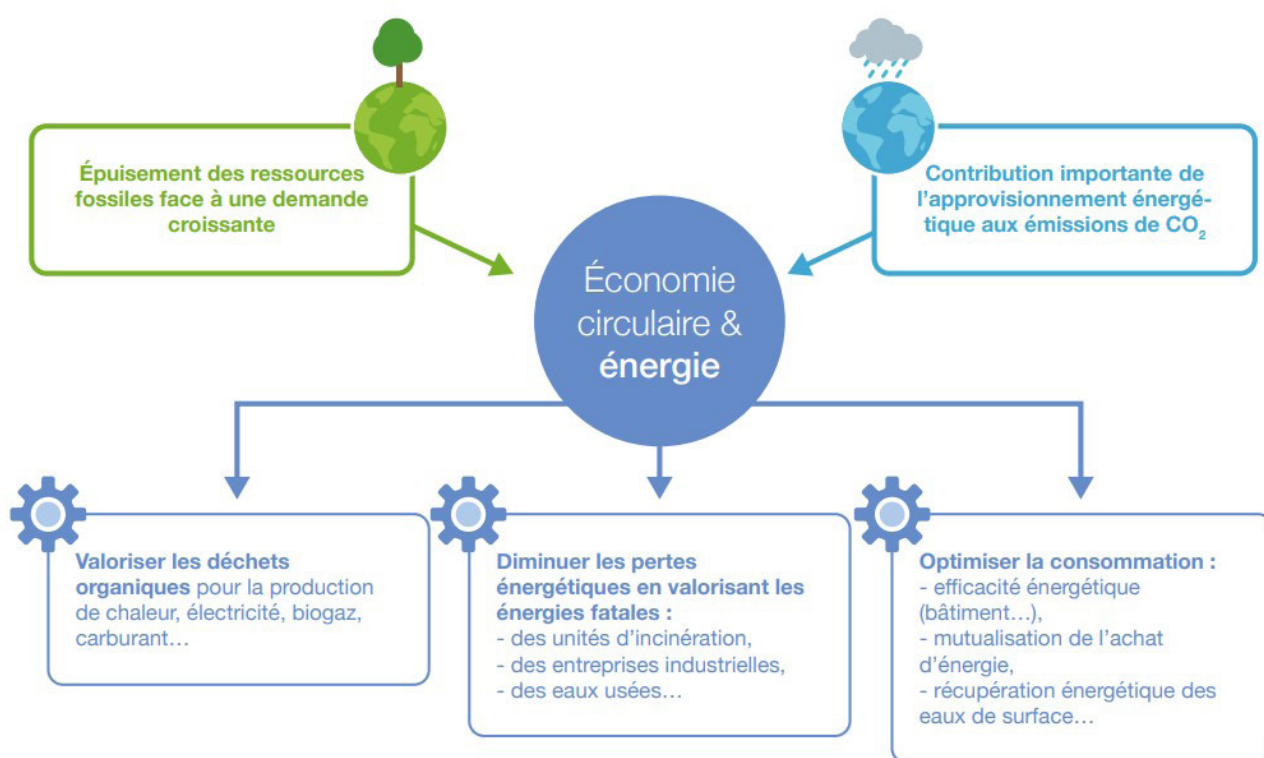 Épuisement des ressources
fossiles face à une demande
croissante
Contribution importante de
l'approvisionnement énergé-
tique aux émissions de CO₂
Économie
circulaire &
énergie
Valoriser les déchets
organiques pour la production
de chaleur, électricité, biogaz,
carburant…
Diminuer les pertes
énergétiques en valorisant les
énergies fatales :
- des unités d'incinération,
- des entreprises industrielles,
- des eaux usées…
Optimiser la consommation :
- efficacité énergétique
(bâtiment…),
- mutualisation de l'achat
d'énergie,
- récupération énergétique des
eaux de surface…